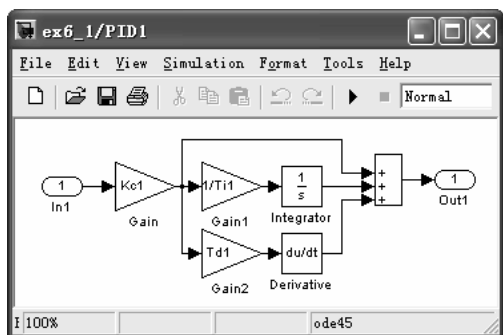 ex6_1/PID1
File Edit View Simulation Format Tools Help
Normal
1
In1
Kc1
Gain
1/Ti1
Gain1
1
s
Integrator
+
+
+
1
Out1
Td1
Gain2
du/dt
Derivative
100%
ode45